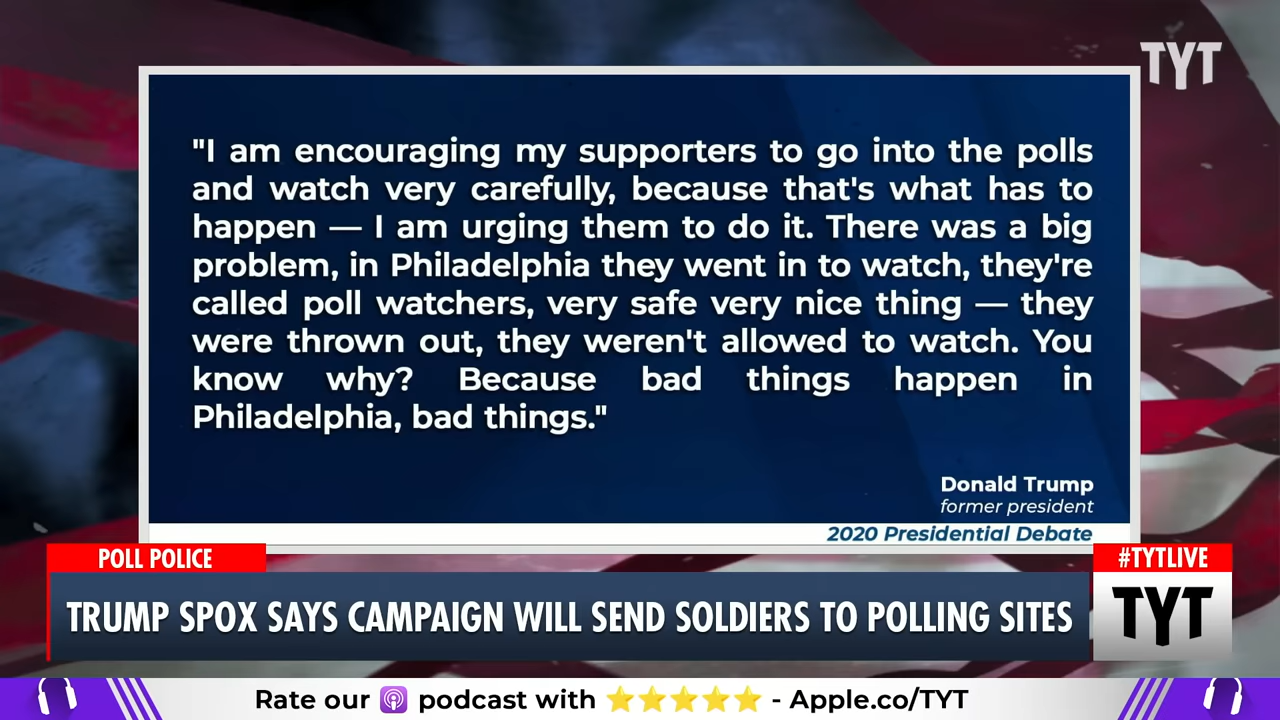 TYT
"I am encouraging my supporters to go into the polls
and watch very carefully, because that's what has to
happen — I am urging them to do it. There was a big
problem, in Philadelphia they went in to watch, they're
called poll watchers, very safe very nice thing — they
were thrown out, they weren't allowed to watch. You
know why? Because bad things happen in
Philadelphia, bad things."
Donald Trump
former president
2020 Presidential Debate
POLL POLICE
#TYTLIVE
TRUMP SPOX SAYS CAMPAIGN WILL SEND SOLDIERS TO POLLING SITES
TYT
Rate our podcast with ⭐⭐⭐⭐⭐ - Apple.co/TYT